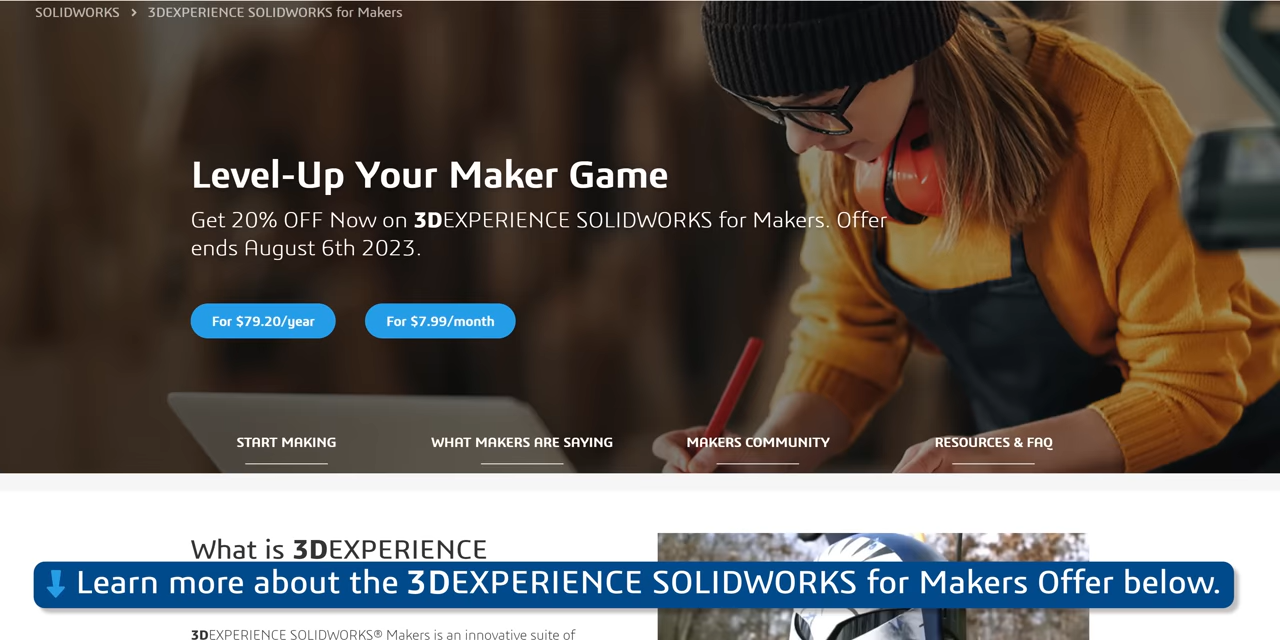 SOLIDWORKS > 3DEXPERIENCE SOLIDWORKS for Makers
Level-Up Your Maker Game
Get 20% OFF Now on 3DEXPERIENCE SOLIDWORKS for Makers. Offer
ends August 6th 2023.
For $79.20/year For $7.99/month
START MAKING WHAT MAKERS ARE SAYING MAKERS COMMUNITY RESOURCES & FAQ
What is 3DEXPERIENCE
Learn more about the 3DEXPERIENCE SOLIDWORKS for Makers Offer below.
3DEXPERIENCE SOLIDWORKS® Makers is an innovative suite of